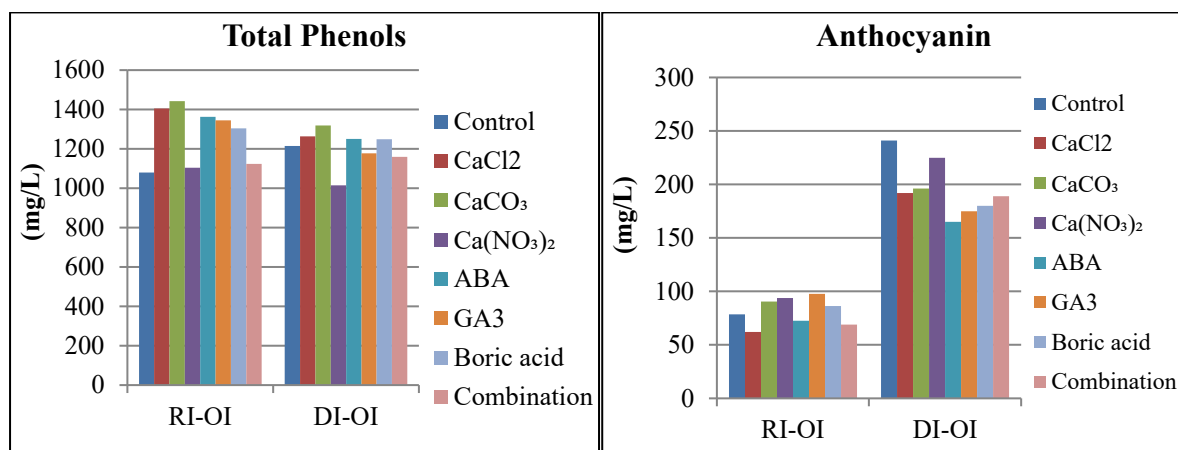 Total Phenols
(mg/L)
1600
1400
1200
1000
800
600
400
200
0
RI-OI DI-OI
Control
CaCl2
CaCO₃
Ca(NO₃)₂
ABA
GA3
Boric acid
Combination
Anthocyanin
(mg/L)
300
250
200
150
100
50
0
RI-OI DI-OI
Control
CaCl2
CaCO₃
Ca(NO₃)₂
ABA
GA3
Boric acid
Combination